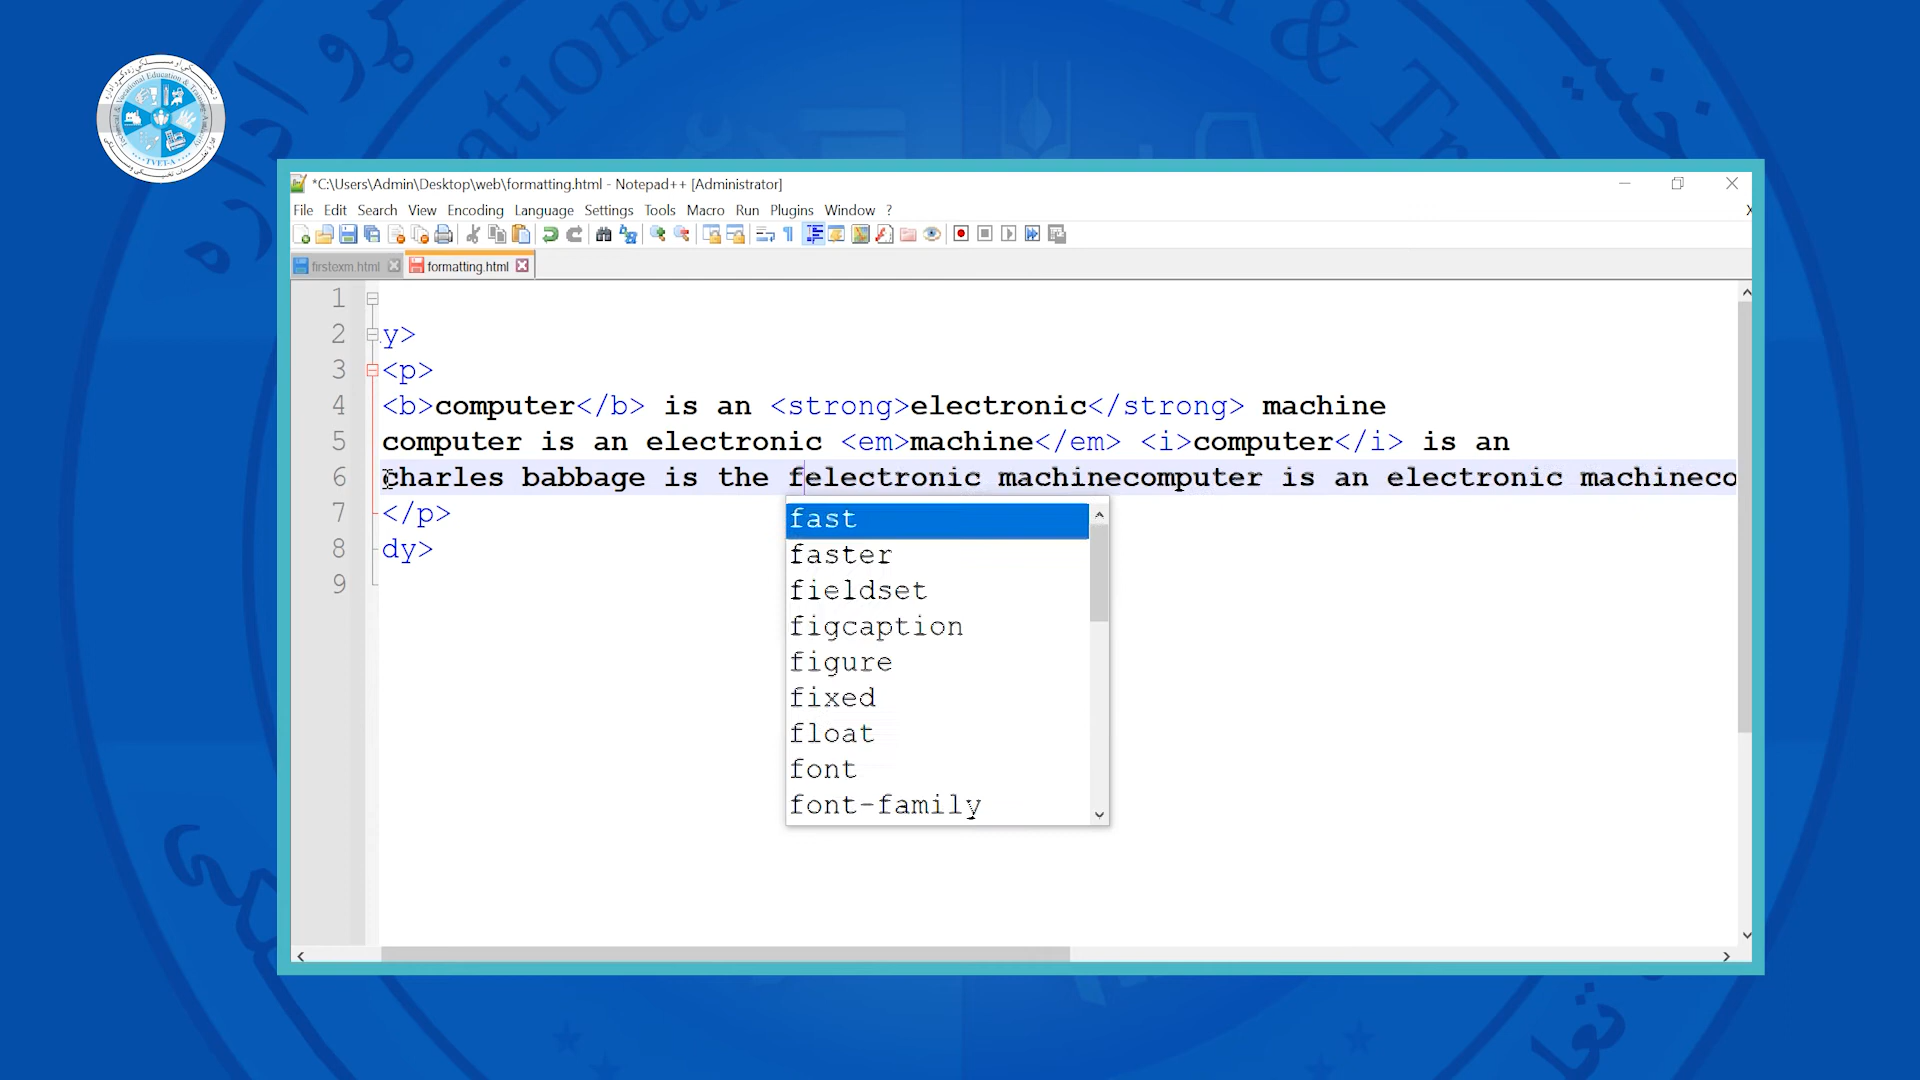 *C:\Users\Admin\Desktop\web\formatting.html - Notepad++ [Administrator]
File Edit Search View Encoding Language Settings Tools Macro Run Plugins Window ?
firstexm.html formatting.html
1
2 y>
3 <p>
4 <b>computer</b> is an <strong>electronic</strong> machine
5 computer is an electronic <em>machine</em> <i>computer</i> is an
6 charles babbage is the felectronic machinecomputer is an electronic machineco
7 </p>
8 dy>
9
fast
faster
fieldset
figcaption
figure
fixed
float
font
font-family
TVET-A